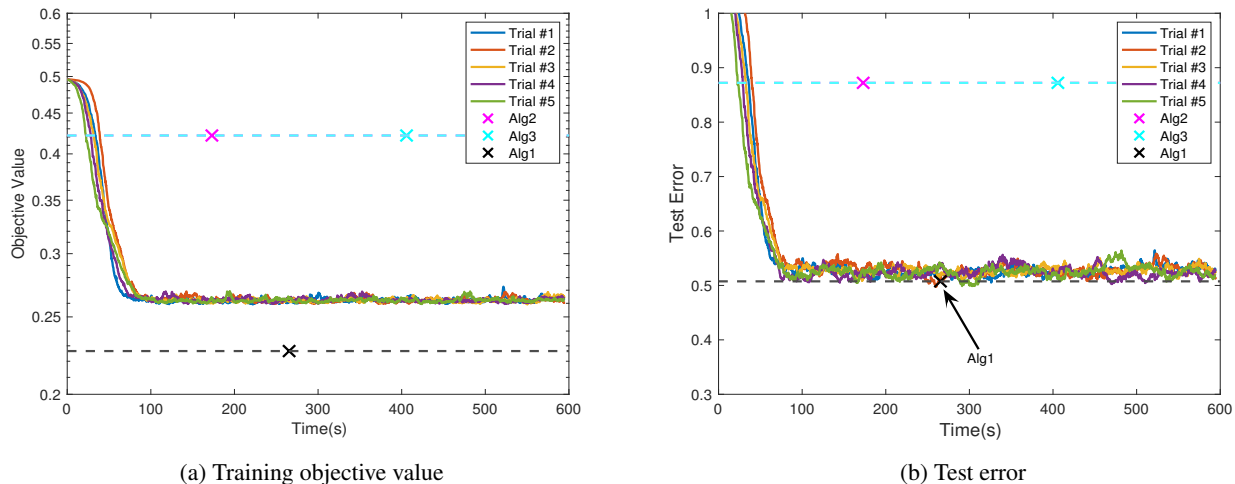 0.6
0.55
0.5
0.45
0.4
0.35
0.3
0.25
0.2
Objective Value
0 100 200 300 400 500 600
Time(s)
Trial #1
Trial #2
Trial #3
Trial #4
Trial #5
Alg2
Alg3
Alg1
(a) Training objective value
1
0.9
0.8
0.7
0.6
0.5
0.4
0.3
Test Error
0 100 200 300 400 500 600
Time(s)
Trial #1
Trial #2
Trial #3
Trial #4
Trial #5
Alg2
Alg3
Alg1
Alg1
(b) Test error